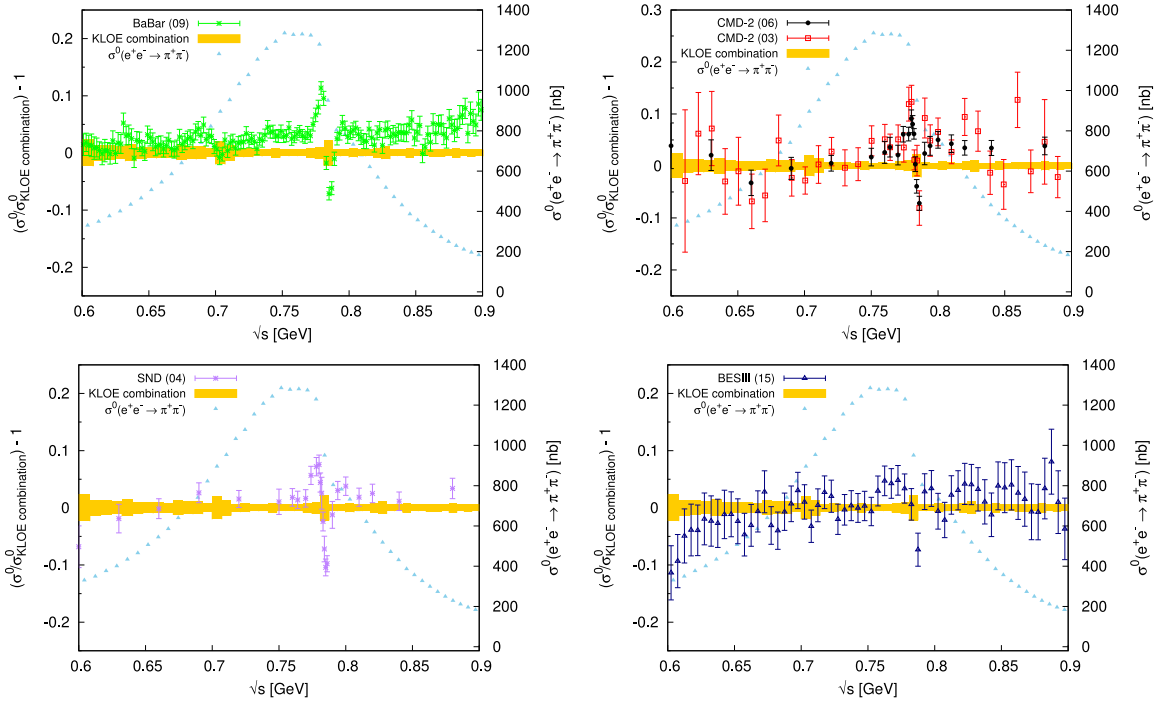 BaBar (09)
KLOE combination
σ⁰(e⁺e⁻ → π⁺π⁻)
(σ⁰/σ⁰KLOE combination) - 1
0.2
0.1
0
-0.1
-0.2
1400
1200
1000
800
600
400
200
0
σ⁰(e⁺e⁻ → π⁺π⁻) [nb]
0.6 0.65 0.7 0.75 0.8 0.85 0.9
√s [GeV]
CMD-2 (06)
CMD-2 (03)
KLOE combination
σ⁰(e⁺e⁻ → π⁺π⁻)
(σ⁰/σ⁰KLOE combination) - 1
0.3
0.2
0.1
0
-0.1
-0.2
1400
1200
1000
800
600
400
200
0
σ⁰(e⁺e⁻ → π⁺π⁻) [nb]
0.6 0.65 0.7 0.75 0.8 0.85 0.9
√s [GeV]
SND (04)
KLOE combination
σ⁰(e⁺e⁻ → π⁺π⁻)
(σ⁰/σ⁰KLOE combination) - 1
0.2
0.1
0
-0.1
-0.2
1400
1200
1000
800
600
400
200
0
σ⁰(e⁺e⁻ → π⁺π⁻) [nb]
0.6 0.65 0.7 0.75 0.8 0.85 0.9
√s [GeV]
BESIII (15)
KLOE combination
σ⁰(e⁺e⁻ → π⁺π⁻)
(σ⁰/σ⁰KLOE combination) - 1
0.2
0.1
0
-0.1
-0.2
1400
1200
1000
800
600
400
200
0
σ⁰(e⁺e⁻ → π⁺π⁻) [nb]
0.6 0.65 0.7 0.75 0.8 0.85 0.9
√s [GeV]